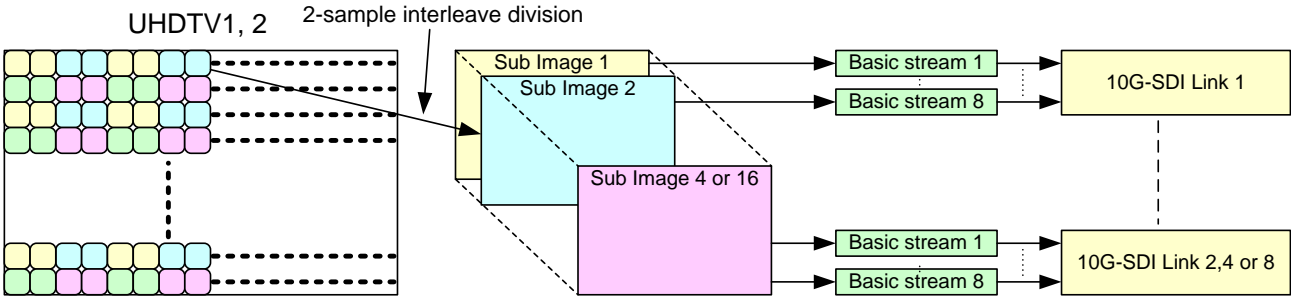 UHDTV1, 2
2-sample interleave division
Sub Image 1
Sub Image 2
Sub Image 4 or 16
Basic stream 1
Basic stream 8
10G-SDI Link 1
Basic stream 1
Basic stream 8
10G-SDI Link 2,4 or 8